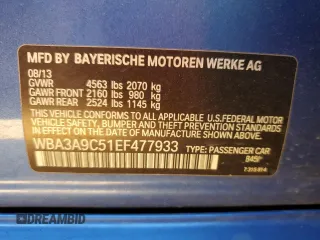 MFD BY BAYERISCHE MOTOREN WERKE AG
08/13
GVWR 4563 lbs 2070 kg
GAWR FRONT 2160 lbs 980 kg
GAWR REAR 2524 lbs 1145 kg
THIS VEHICLE CONFORMS TO ALL APPLICABLE
U.S.FEDERAL MOTOR
VEHICLE SAFETY, BUMPER, AND THEFT PREVENTION
STANDARDS IN EFFECT ON THE DATE OF MANUFACTURE SHOWN ABOVE.
WBA3A9C51EF477933 TYPE: PASSENGER CAR
DREAMBID